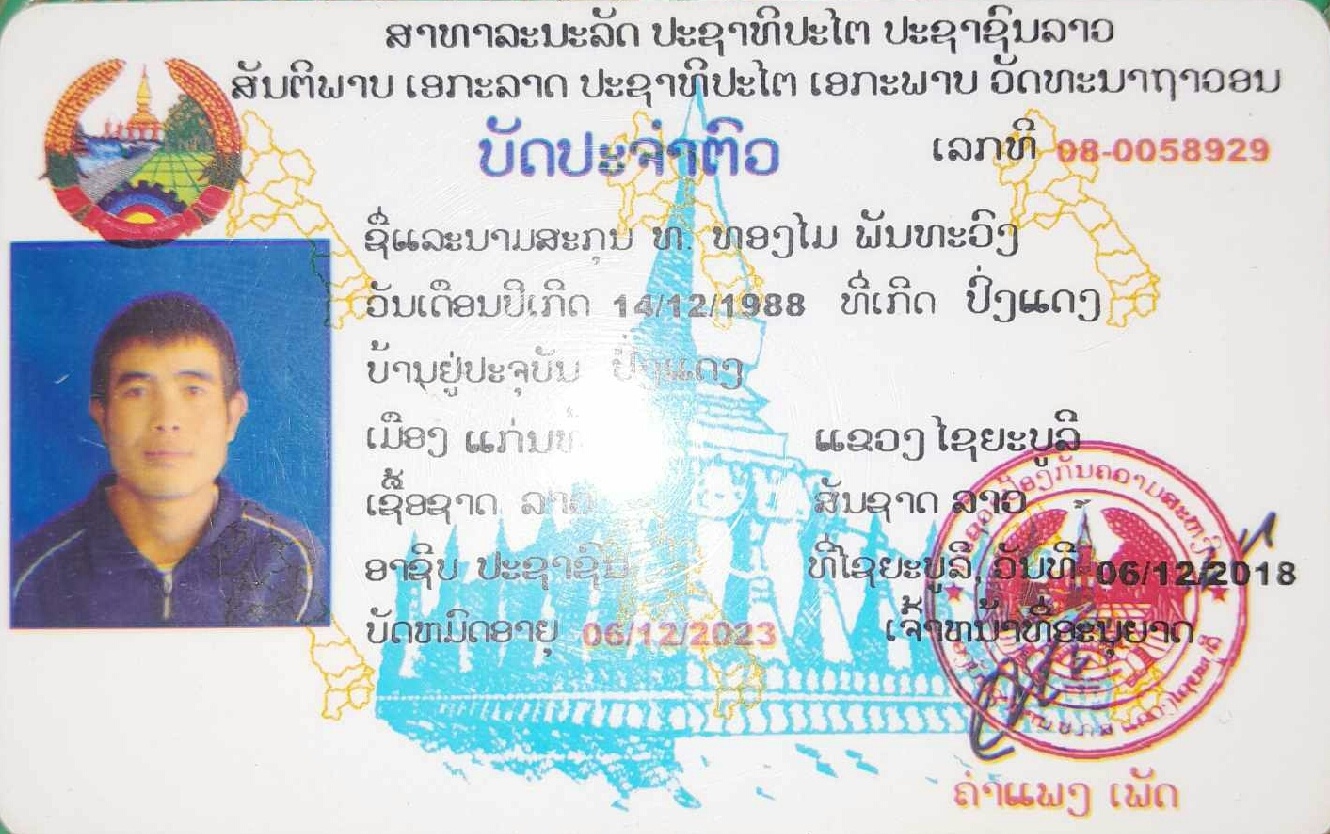 ສາທາລະນະລັດ ປະຊາທິປະໄຕ ປະຊາຊົນລາວ
ສັນຕິພາບ ເອກະລາດ ປະຊາທິປະໄຕ ເອກະພາບ ວັດທະນາຖາວອນ
ບັດປະຈຳຕົວ ເລກທີ 08-0058929
ຊື່ແລະນາມສະກຸນ ທ. ທອງໄມ ພັນທະວົງ
ວັນເດືອນປີເກີດ 14/12/1988 ທີ່ເກີດ ປົ່ງແດງ
ບ້ານຢູ່ປະຈຸບັນ ປົ່ງແດງ
ເມືອງ ແຂວງ ໄຊຍະບູລີ
ເຊື້ອຊາດ ລາວ ສັນຊາດ ລາວ
ອາຊີບ ປະຊາຊົນ ທີ່ໄຊຍະບູລີ, ວັນທີ 06/12/2018
ບັດຫມົດອາຍຸ 06/12/2023 ເຈົ້າຫນ້າທີ່ອະນຸຍາດ
ຄຳແພງ ເພັດ